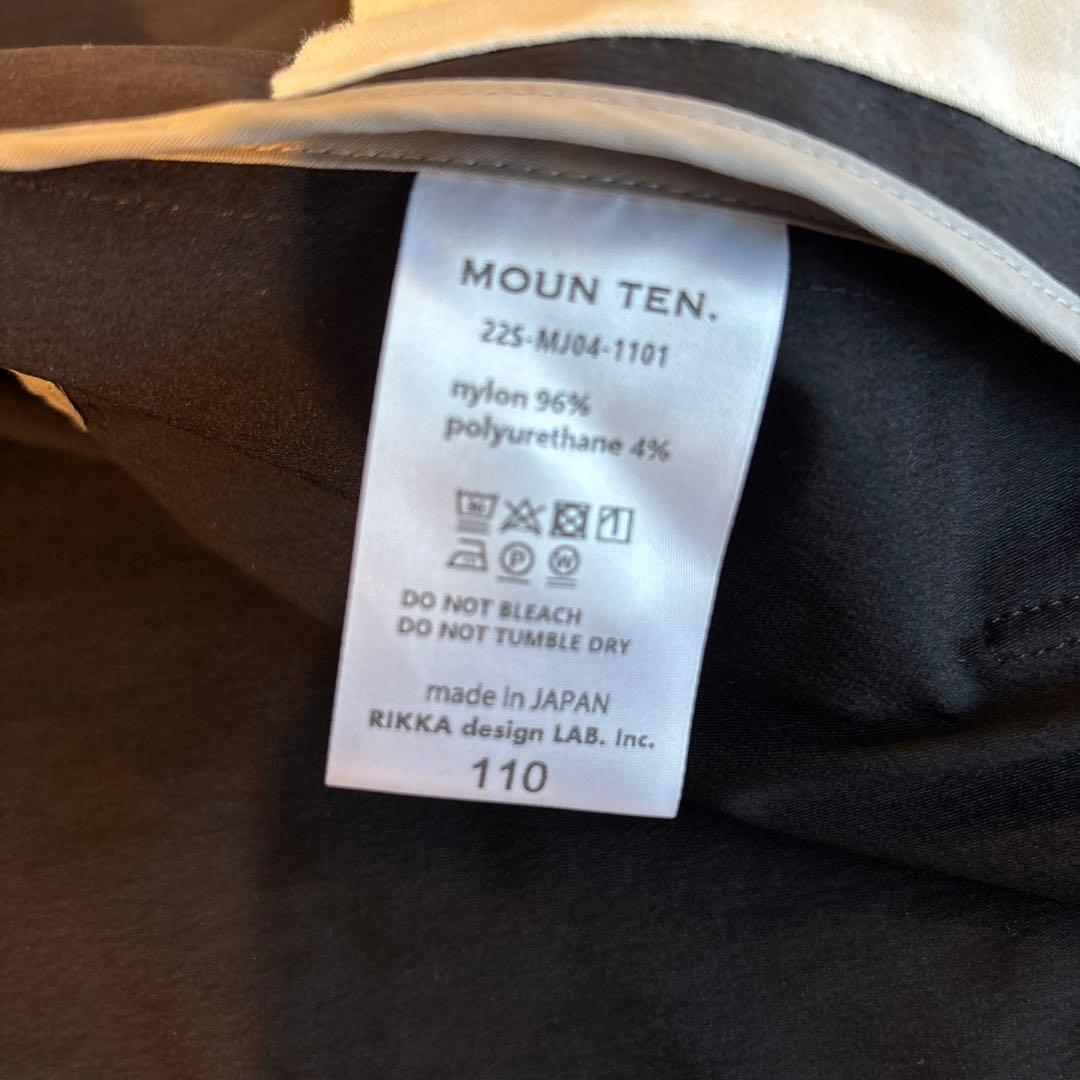 MOUN TEN.
22S-MJ04-1101
nylon 96%
polyurethane 4%
P W
DO NOT BLEACH
DO NOT TUMBLE DRY
made in JAPAN
RIKKA design LAB. Inc.
110